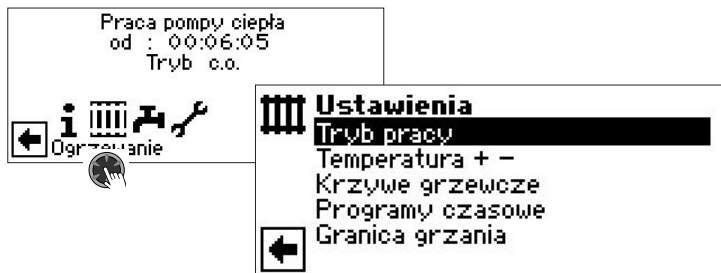 Praca pompy ciepła
od : 00:06:05
Tryb c.o.
Ogrzewanie
Ustawienia
Tryb pracy
Temperatura + -
Krzywe grzewcze
Programy czasowe
Granica grzania